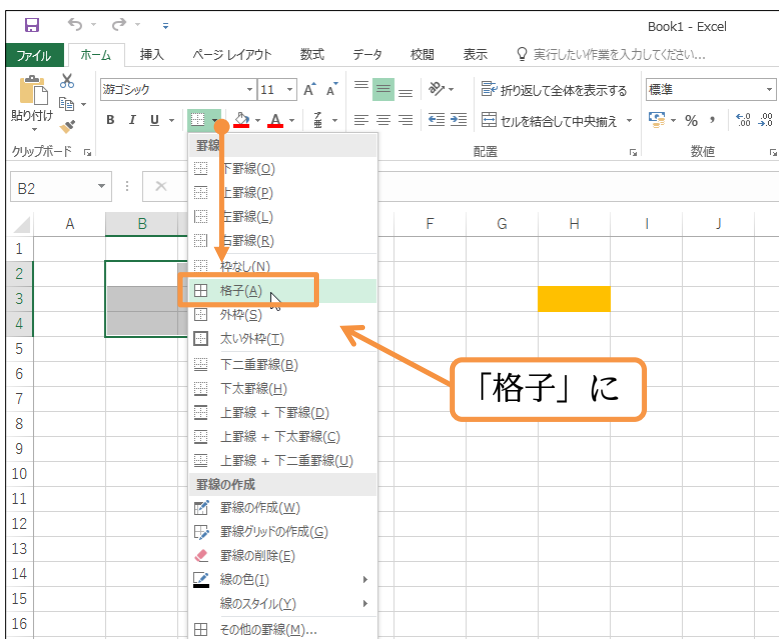 Book1 - Excel
ファイル ホーム 挿入 ページ レイアウト 数式 データ 校閲 表示 実行したい作業を入力してください...
貼り付け 游ゴシック 11 A A 折り返して全体を表示する 標準
B I U A セルを結合して中央揃え % ,
クリップボード 配置 数値
B2
A B F G H I J
罫線
下罫線(O)
上罫線(P)
左罫線(L)
右罫線(R)
枠なし(N)
格子(A)
外枠(S)
太い外枠(T)
下二重罫線(B)
下太罫線(H)
上罫線 + 下罫線(D)
上罫線 + 下太罫線(C)
上罫線 + 下二重罫線(U)
罫線の作成
罫線の作成(W)
罫線グリッドの作成(G)
罫線の削除(E)
線の色(I)
線のスタイル(Y)
その他の罫線(M)...
「格子」に
1
2
3
4
5
6
7
8
9
10
11
12
13
14
15
16